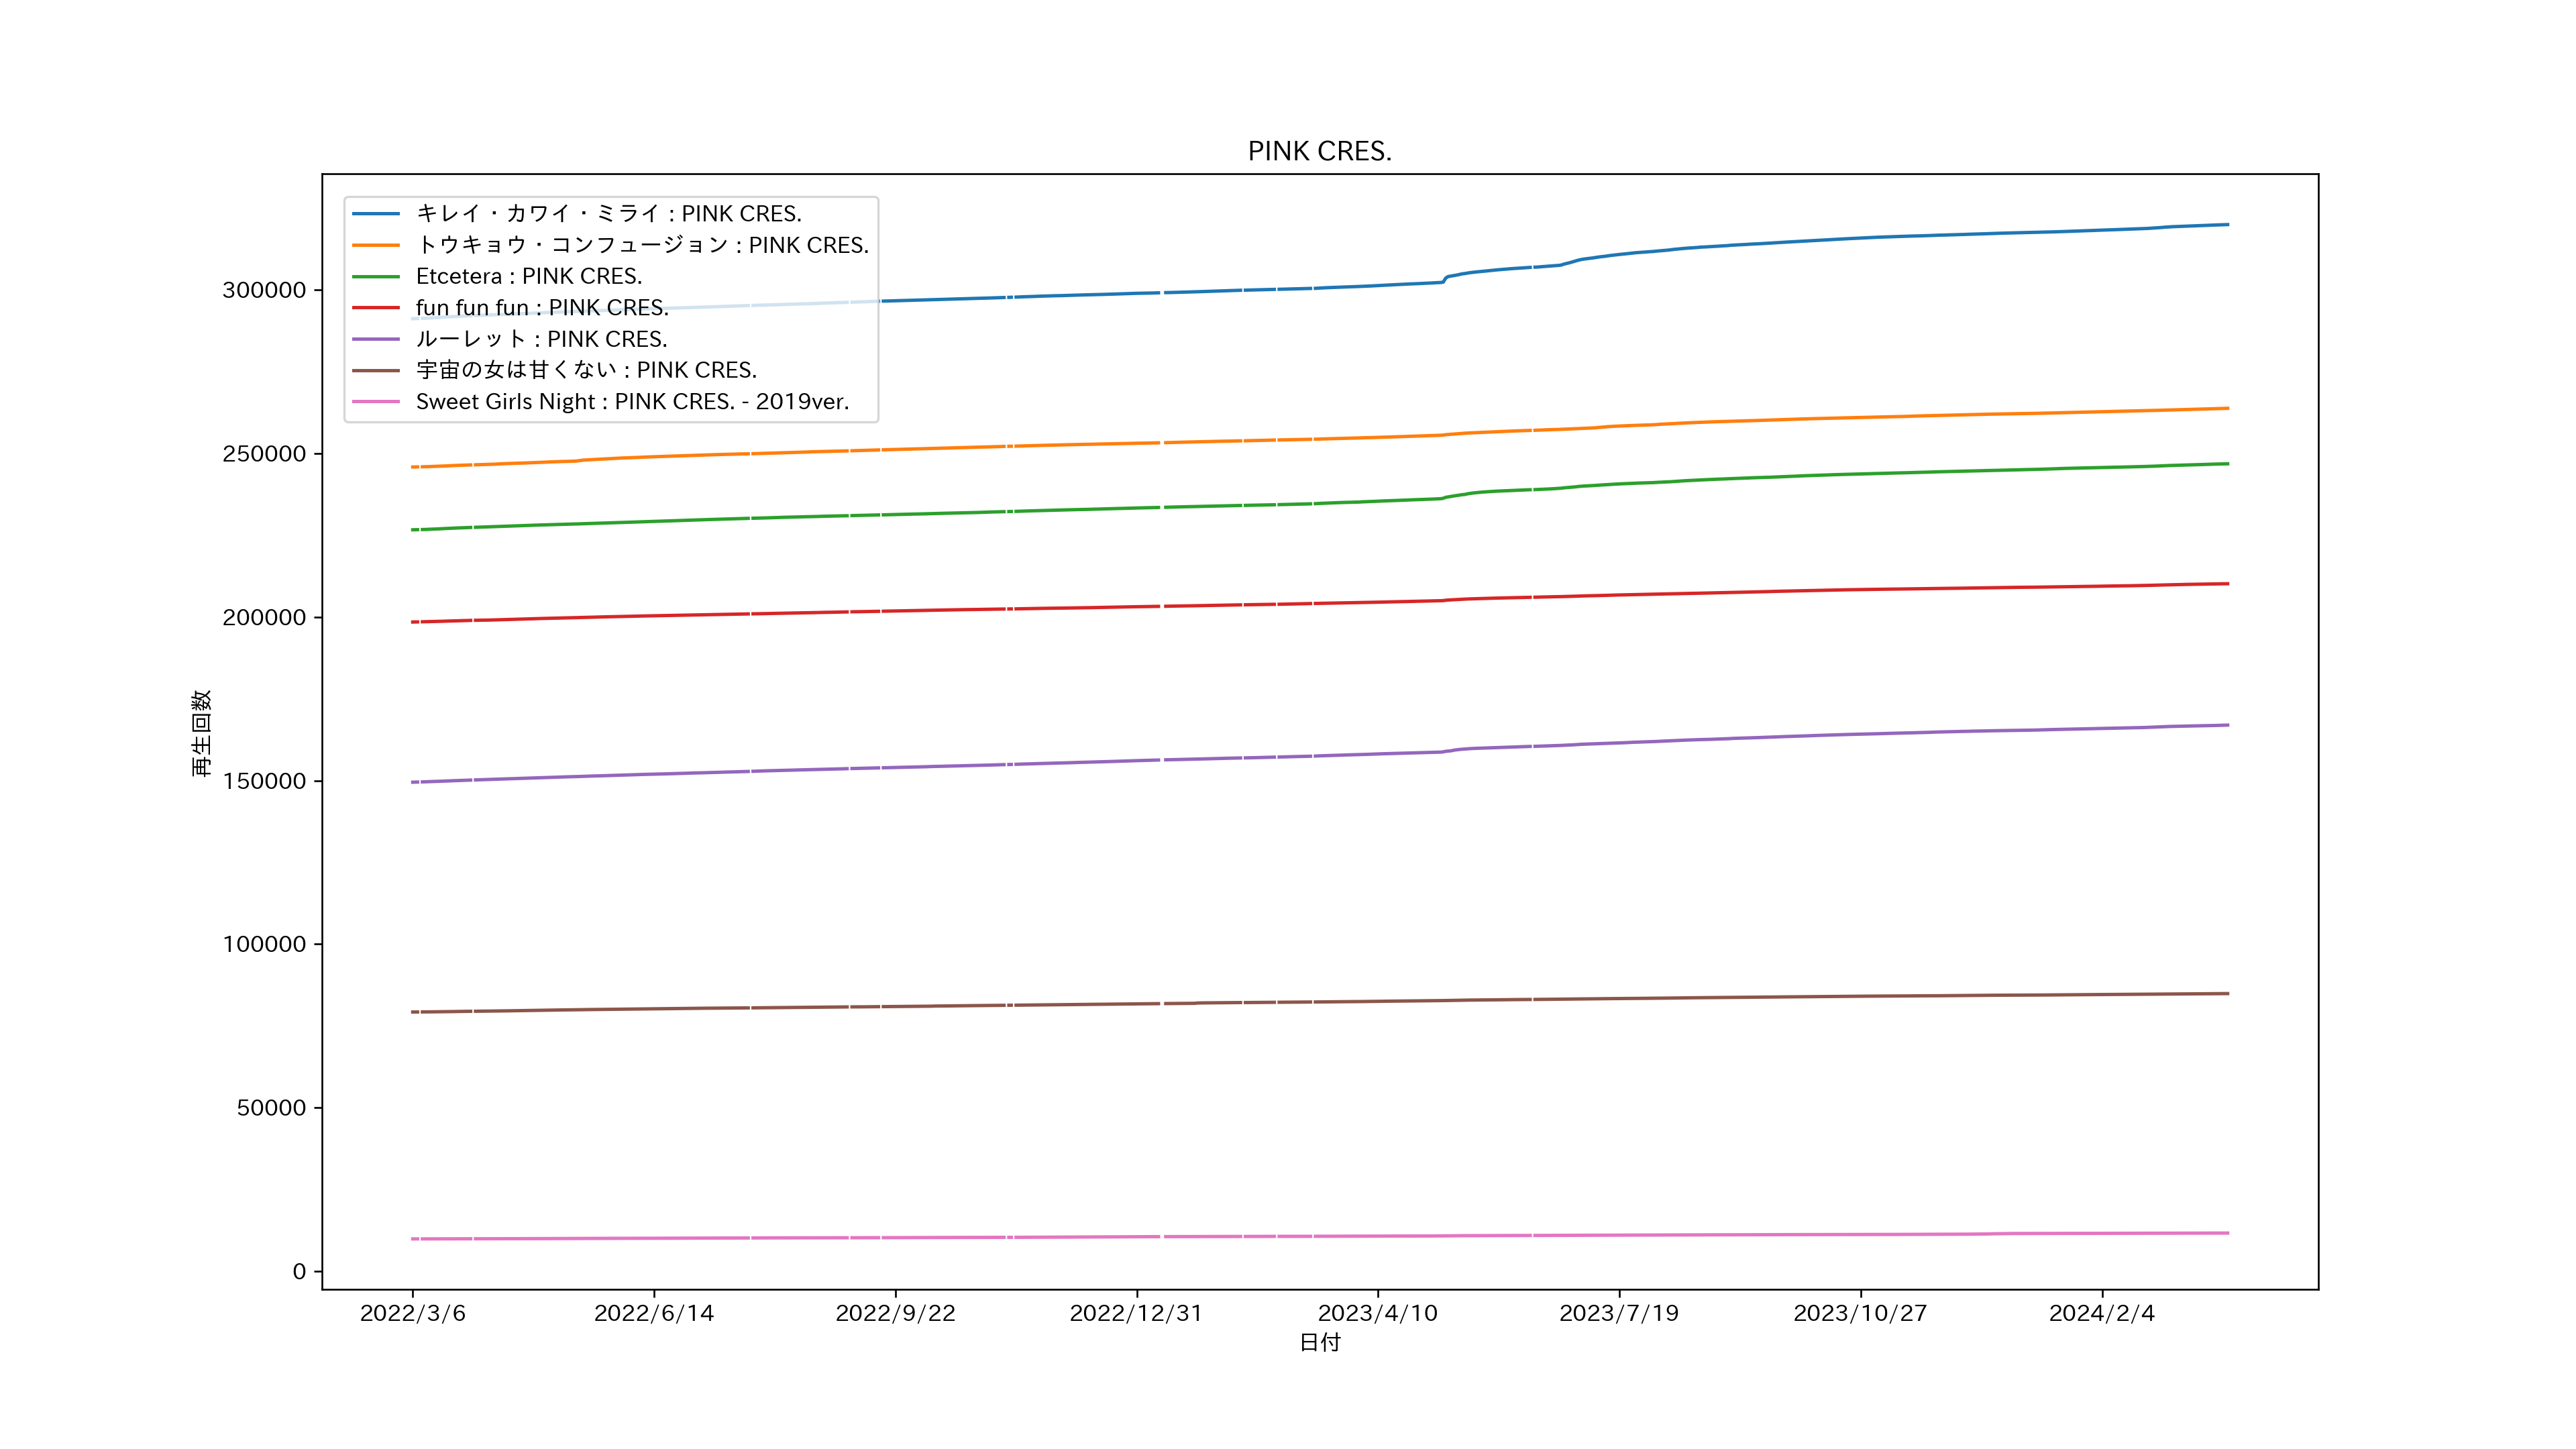 PINK CRES.
キレイ・カワイ・ミライ : PINK CRES.
トウキョウ・コンフュージョン : PINK CRES.
Etcetera : PINK CRES.
fun fun fun : PINK CRES.
ルーレット : PINK CRES.
宇宙の女は甘くない : PINK CRES.
Sweet Girls Night : PINK CRES. - 2019ver.
300000
250000
200000
150000
100000
50000
0
再生回数
2022/3/6 2022/6/14 2022/9/22 2022/12/31 2023/4/10 2023/7/19 2023/10/27 2024/2/4
日付